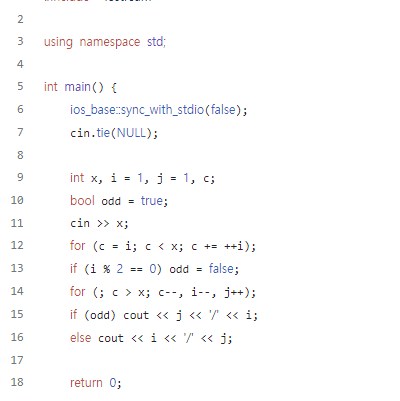 2
3 using namespace std;
4
5 int main() {
6 ios_base::sync_with_stdio(false);
7 cin.tie(NULL);
8
9 int x, i = 1, j = 1, c;
10 bool odd = true;
11 cin >> x;
12 for (c = i; c < x; c += ++i);
13 if (i % 2 == 0) odd = false;
14 for (; c > x; c--, i--, j++);
15 if (odd) cout << j << '/' << i;
16 else cout << i << '/' << j;
17
18 return 0;